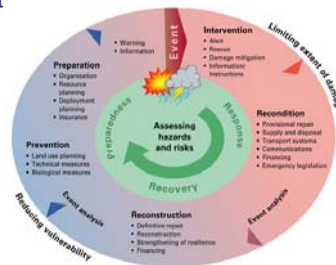 Event
• Warning
• Information
Intervention
• Alert
• Rescue
• Damage mitigation
• Information/
Instructions
Limiting extent of dama
Preparation
• Organisation
• Resource
planning
• Deployment
planning
• Insurance
Recondition
• Provisional repair
• Supply and disposal
• Transport systems
• Communications
• Financing
• Emergency legislation
Preparedness
Response
Recovery
Assessing
hazards
and risks
Prevention
• Land use planning
• Technical measures
• Biological measures
Event analysis
Event analysis
Reducing vulnerability
Reconstruction
• Definitive repair
• Reconstruction
• Strengthening of resilience
• Financing